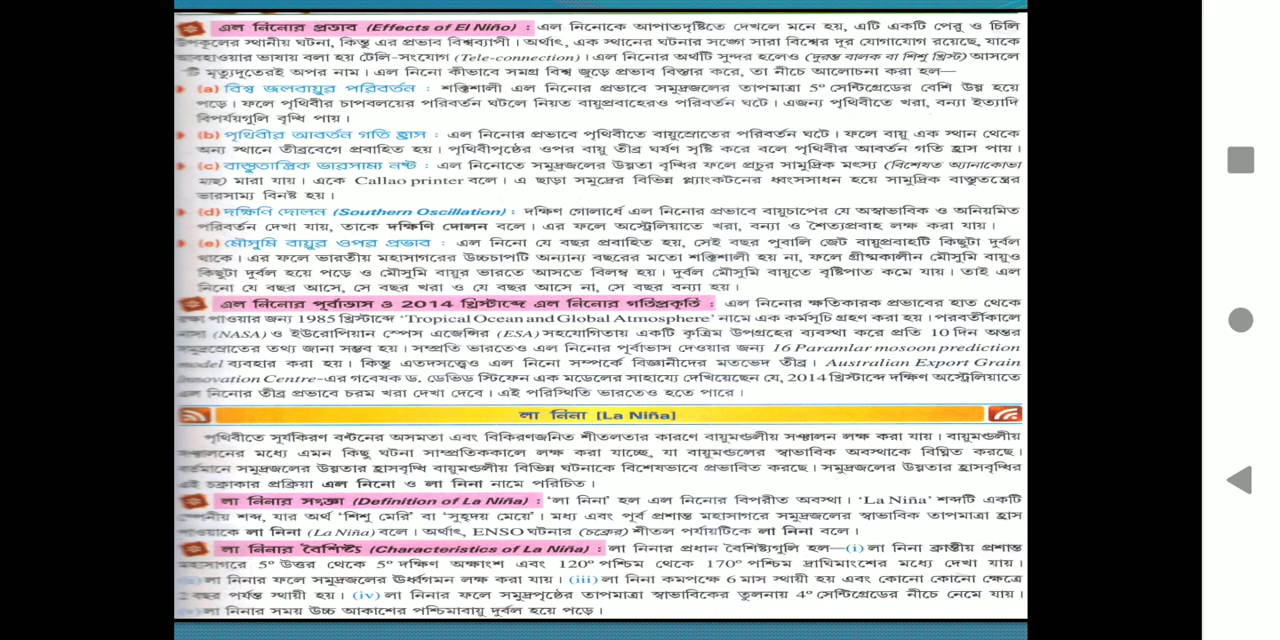 এল নিনোর প্রভাব (Effects of El Niño) : এল নিনোকে আপাতদৃষ্টিতে দেখলে মনে হয়, এটি একটি পেরু ও চিলি
উপকূলের স্থানীয় ঘটনা, কিন্তু এর প্রভাব বিশ্বব্যাপী। অর্থাৎ, এক স্থানের ঘটনার সঙ্গে সারা বিশ্বের দূর যোগাযোগ রয়েছে, যাকে
আবহাওয়ার ভাষায় বলা হয় টেলি-সংযোগ (Tele-connection)। এল নিনোর অর্থটি সুন্দর হলেও (দুরন্ত বালক বা শিশু খ্রিস্ট) আসলে
টি মৃত্যুদূতেরই অপর নাম। এল নিনো কীভাবে সমগ্র বিশ্ব জুড়ে প্রভাব বিস্তার করে, তা নীচে আলোচনা করা হল—
(a) বিশ্ব জলবায়ুর পরিবর্তন : শক্তিশালী এল নিনোর প্রভাবে সমুদ্রজলের তাপমাত্রা 5° সেন্টিগ্রেডের বেশি উষ্ণ হয়ে
পড়ে। ফলে পৃথিবীর চাপবলয়ের পরিবর্তন ঘটলে নিয়ত বায়ুপ্রবাহেরও পরিবর্তন ঘটে। এজন্য পৃথিবীতে খরা, বন্যা ইত্যাদি
বিপর্যয়গুলি বৃদ্ধি পায়।
(b) পৃথিবীর আবর্তন গতি হ্রাস : এল নিনোর প্রভাবে পৃথিবীতে বায়ুস্রোতের পরিবর্তন ঘটে। ফলে বায়ু এক স্থান থেকে
অন্য স্থানে তীব্রবেগে প্রবাহিত হয়। পৃথিবীপৃষ্ঠের ওপর বায়ু তীব্র ঘর্ষণ সৃষ্টি করে বলে পৃথিবীর আবর্তন গতি হ্রাস পায়।
(c) বাস্তুতান্ত্রিক ভারসাম্য নষ্ট : এল নিনোতে সমুদ্রজলের উষ্ণতা বৃদ্ধির ফলে প্রচুর সামুদ্রিক মৎস্য (বিশেষত অ্যানাকোভা
মাছ) মারা যায়। একে Callao printer বলে। এ ছাড়া সমুদ্রের বিভিন্ন প্ল্যাংকটনের ধ্বংসসাধন হয়ে সামুদ্রিক বাস্তুতন্ত্রের
ভারসাম্য বিনষ্ট হয়।
(d) দক্ষিণি দোলন (Southern Oscillation) : দক্ষিণ গোলার্ধে এল নিনোর প্রভাবে বায়ুচাপের যে অস্বাভাবিক ও অনিয়মিত
পরিবর্তন দেখা যায়, তাকে দক্ষিণি দোলন বলে। এর ফলে অস্ট্রেলিয়াতে খরা, বন্যা ও শৈত্যপ্রবাহ লক্ষ করা যায়।
(e) মৌসুমি বায়ুর ওপর প্রভাব : এল নিনো যে বছর প্রবাহিত হয়, সেই বছর পুবালি জেট বায়ুপ্রবাহটি কিছুটা দুর্বল
থাকে। এর ফলে ভারতীয় মহাসাগরের উচ্চচাপটি অন্যান্য বছরের মতো শক্তিশালী হয় না, ফলে গ্রীষ্মকালীন মৌসুমি বায়ুও
কিছুটা দুর্বল হয়ে পড়ে ও মৌসুমি বায়ুর ভারতে আসতে বিলম্ব হয়। দুর্বল মৌসুমি বায়ুতে বৃষ্টিপাত কমে যায়। তাই এল
নিনো যে বছর আসে, সে বছর খরা ও যে বছর আসে না, সে বছর বন্যা হয়।
এল নিনোর পূর্বাভাস ও 2014 খ্রিস্টাব্দে এল নিনোর গতিপ্রকৃতি : এল নিনোর ক্ষতিকারক প্রভাবের হাত থেকে
রক্ষা পাওয়ার জন্য 1985 খ্রিস্টাব্দে ‘Tropical Ocean and Global Atmosphere’ নামে এক কর্মসূচি গ্রহণ করা হয়। পরবর্তীকালে
নাসা (NASA) ও ইউরোপিয়ান স্পেস এজেন্সির (ESA) সহযোগিতায় একটি কৃত্রিম উপগ্রহের ব্যবস্থা করে প্রতি 10 দিন অন্তর
সমুদ্রস্রোতের তথ্য জানা সম্ভব হয়। সম্প্রতি ভারতেও এল নিনোর পূর্বাভাস দেওয়ার জন্য 16 Paramlar mosoon prediction
model ব্যবহার করা হয়। কিন্তু এতদসত্ত্বেও এল নিনো সম্পর্কে বিজ্ঞানীদের মতভেদ তীব্র। Australian Export Grain
Innovation Centre-এর গবেষক ড. ডেভিড স্টিফেন এক মডেলের সাহায্যে দেখিয়েছেন যে, 2014 খ্রিস্টাব্দে দক্ষিণ অস্ট্রেলিয়াতে
এল নিনোর তীব্র প্রভাবে চরম খরা দেখা দেবে। এই পরিস্থিতি ভারতেও হতে পারে।
লা নিনা [La Niña]
পৃথিবীতে সূর্যকিরণ বণ্টনের অসমতা এবং বিকিরণজনিত শীতলতার কারণে বায়ুমণ্ডলীয় সঞ্চালন লক্ষ করা যায়। বায়ুমণ্ডলীয়
সঞ্চালনের মধ্যে এমন কিছু ঘটনা সাম্প্রতিককালে লক্ষ করা যাচ্ছে, যা বায়ুমণ্ডলের স্বাভাবিক অবস্থাকে বিঘ্নিত করছে।
বর্তমানে সমুদ্রজলের উষ্ণতার হ্রাসবৃদ্ধি বায়ুমণ্ডলীয় বিভিন্ন ঘটনাকে বিশেষভাবে প্রভাবিত করছে। সমুদ্রজলের উষ্ণতার হ্রাসবৃদ্ধির
এই চক্রাকার প্রক্রিয়া এল নিনো ও লা নিনা নামে পরিচিত।
লা নিনার সংজ্ঞা (Definition of La Niña) : ‘লা নিনা’ হল এল নিনোর বিপরীত অবস্থা। ‘La Niña’ শব্দটি একটি
স্পেনীয় শব্দ, যার অর্থ ‘শিশু মেরি’ বা ‘সুহৃদয় মেয়ে’। মধ্য এবং পূর্ব প্রশান্ত মহাসাগরে সমুদ্রজলের স্বাভাবিক তাপমাত্রা হ্রাস
পাওয়াকে লা নিনা (La Niña) বলে। অর্থাৎ, ENSO ঘটনার (চক্রের) শীতল পর্যায়টিকে লা নিনা বলে।
লা নিনার বৈশিষ্ট্য (Characteristics of La Niña) : লা নিনার প্রধান বৈশিষ্ট্যগুলি হল—(i) লা নিনা ক্রান্তীয় প্রশান্ত
মহাসাগরে 5° উত্তর থেকে 5° দক্ষিণ অক্ষাংশ এবং 120° পশ্চিম থেকে 170° পশ্চিম দ্রাঘিমাংশের মধ্যে দেখা যায়।
লা নিনার ফলে সমুদ্রজলের ঊর্ধ্বগমন লক্ষ করা যায়। (iii) লা নিনা কমপক্ষে 6 মাস স্থায়ী হয় এবং কোনো কোনো ক্ষেত্রে
2 বছর পর্যন্ত স্থায়ী হয়। (iv) লা নিনার ফলে সমুদ্রপৃষ্ঠের তাপমাত্রা স্বাভাবিকের তুলনায় 4° সেন্টিগ্রেডের নীচে নেমে যায়।
লা নিনার সময় উচ্চ আকাশের পশ্চিমাবায়ু দুর্বল হয়ে পড়ে।